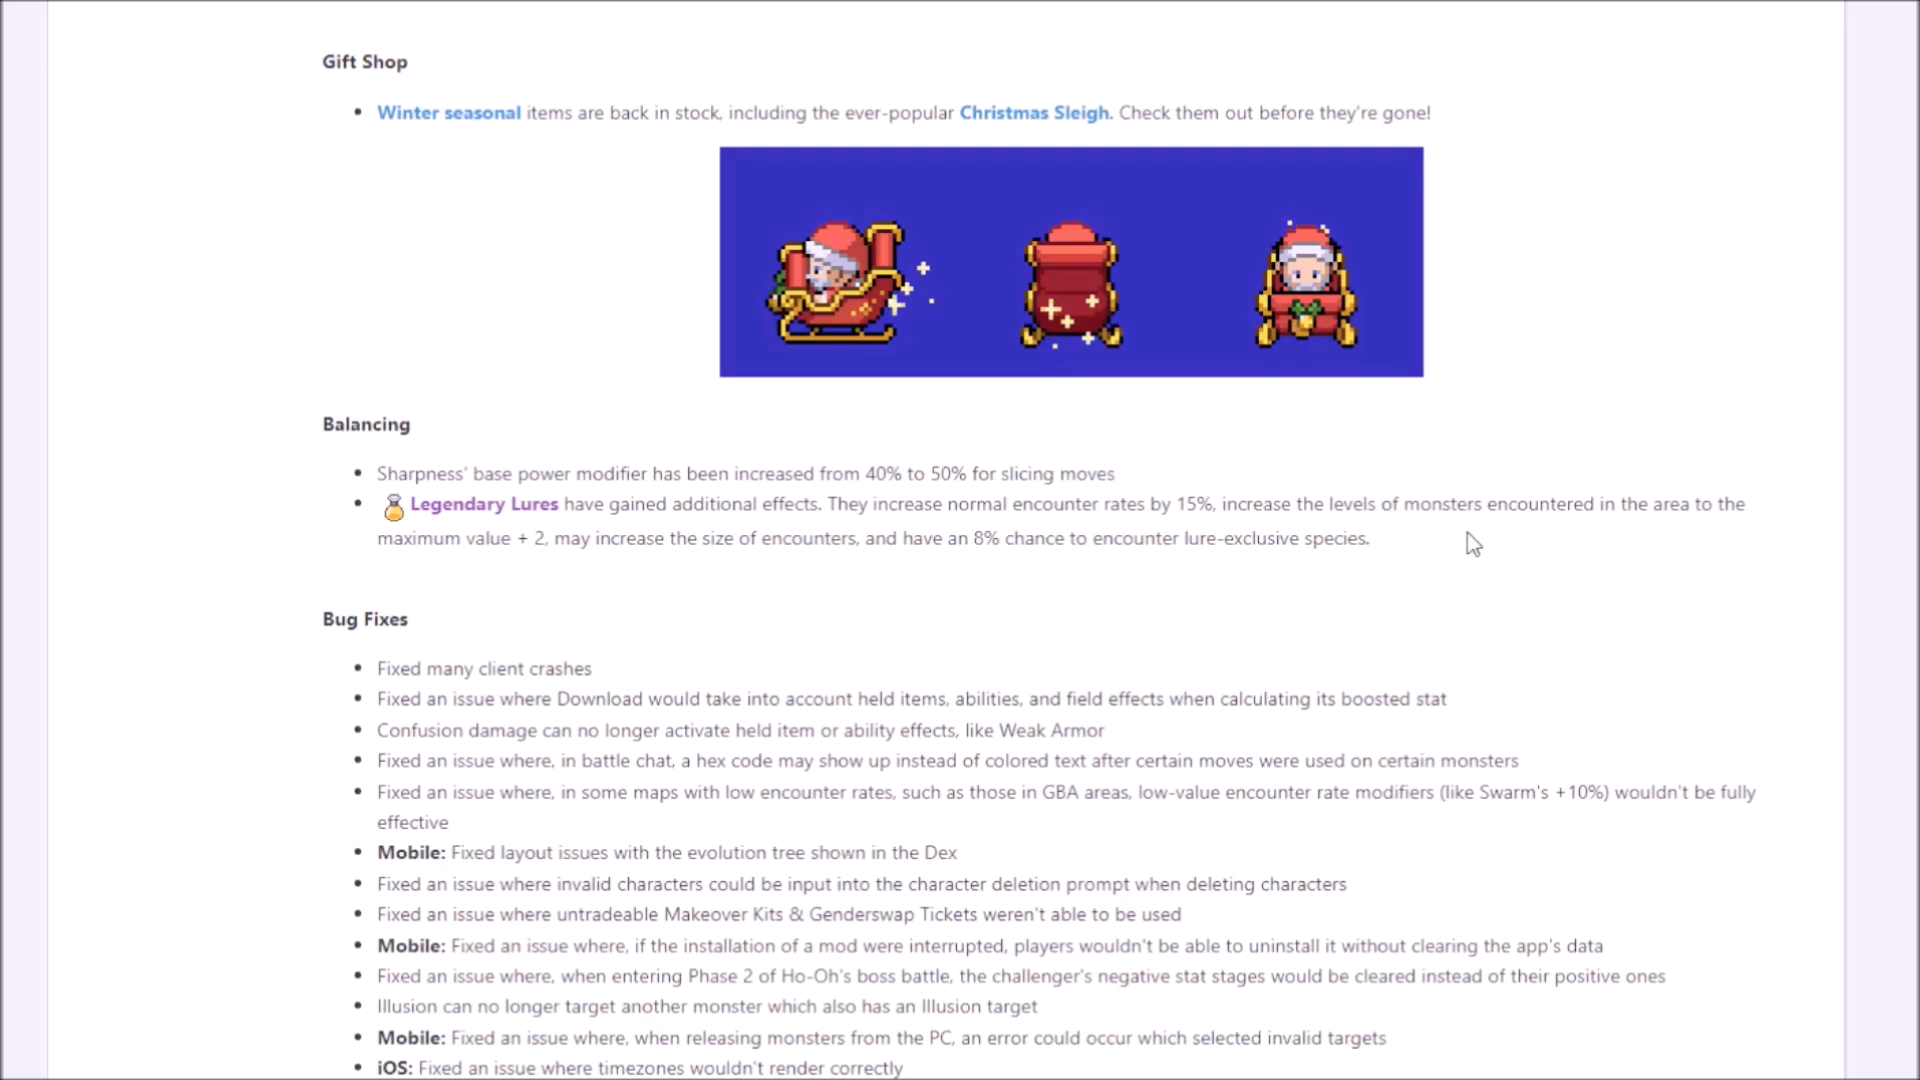 Gift Shop
Winter seasonal items are back in stock, including the ever-popular Christmas Sleigh. Check them out before they're gone!
Balancing
Sharpness' base power modifier has been increased from 40% to 50% for slicing moves
Legendary Lures have gained additional effects. They increase normal encounter rates by 15%, increase the levels of monsters encountered in the area to the
maximum value + 2, may increase the size of encounters, and have an 8% chance to encounter lure-exclusive species.
Bug Fixes
Fixed many client crashes
Fixed an issue where Download would take into account held items, abilities, and field effects when calculating its boosted stat
Confusion damage can no longer activate held item or ability effects, like Weak Armor
Fixed an issue where, in battle chat, a hex code may show up instead of colored text after certain moves were used on certain monsters
Fixed an issue where, in some maps with low encounter rates, such as those in GBA areas, low-value encounter rate modifiers (like Swarm's +10%) wouldn't be fully
effective
Mobile: Fixed layout issues with the evolution tree shown in the Dex
Fixed an issue where invalid characters could be input into the character deletion prompt when deleting characters
Fixed an issue where untradeable Makeover Kits & Genderswap Tickets weren't able to be used
Mobile: Fixed an issue where, if the installation of a mod were interrupted, players wouldn't be able to uninstall it without clearing the app's data
Fixed an issue where, when entering Phase 2 of Ho-Oh's boss battle, the challenger's negative stat stages would be cleared instead of their positive ones
Illusion can no longer target another monster which also has an Illusion target
Mobile: Fixed an issue where, when releasing monsters from the PC, an error could occur which selected invalid targets
iOS: Fixed an issue where timezones wouldn't render correctly